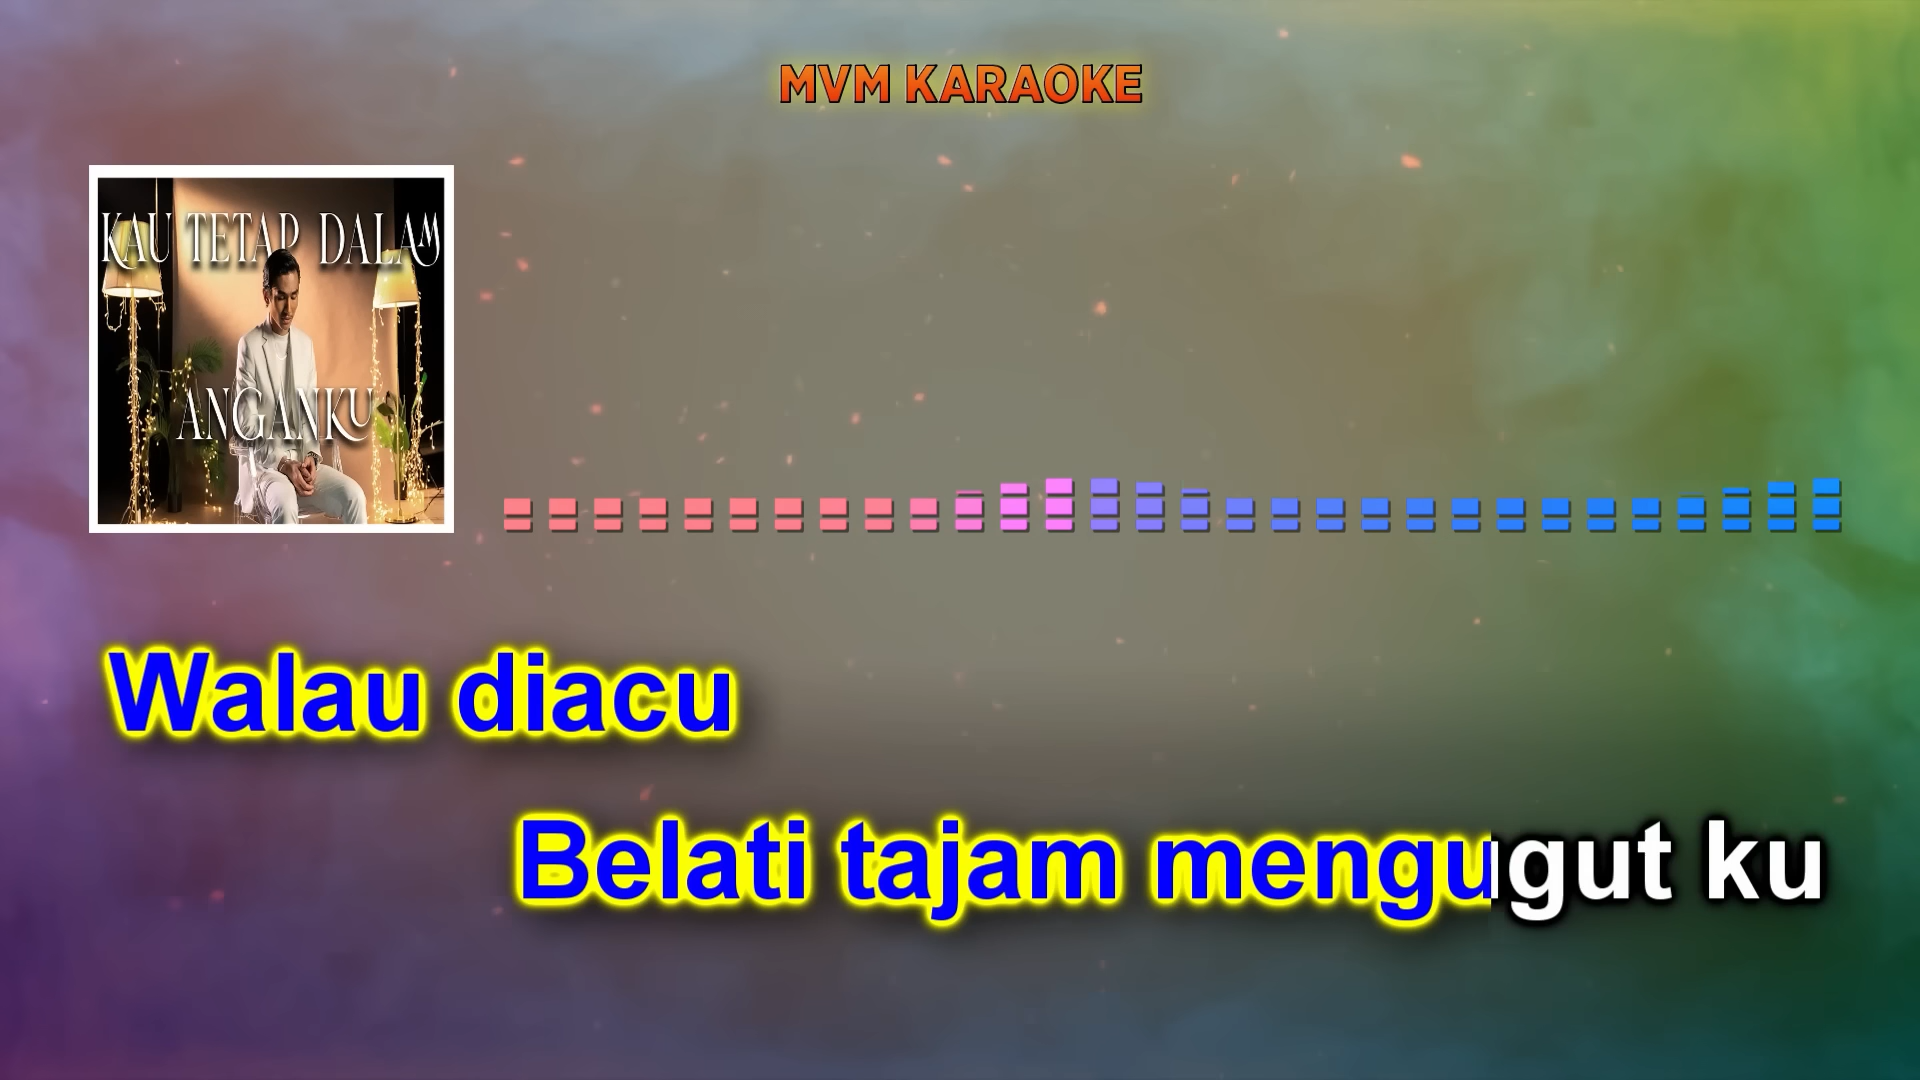 MVM KARAOKE
KAU TETAP DALAM
ANGANKU
Walau diacu
Belati tajam mengugut ku